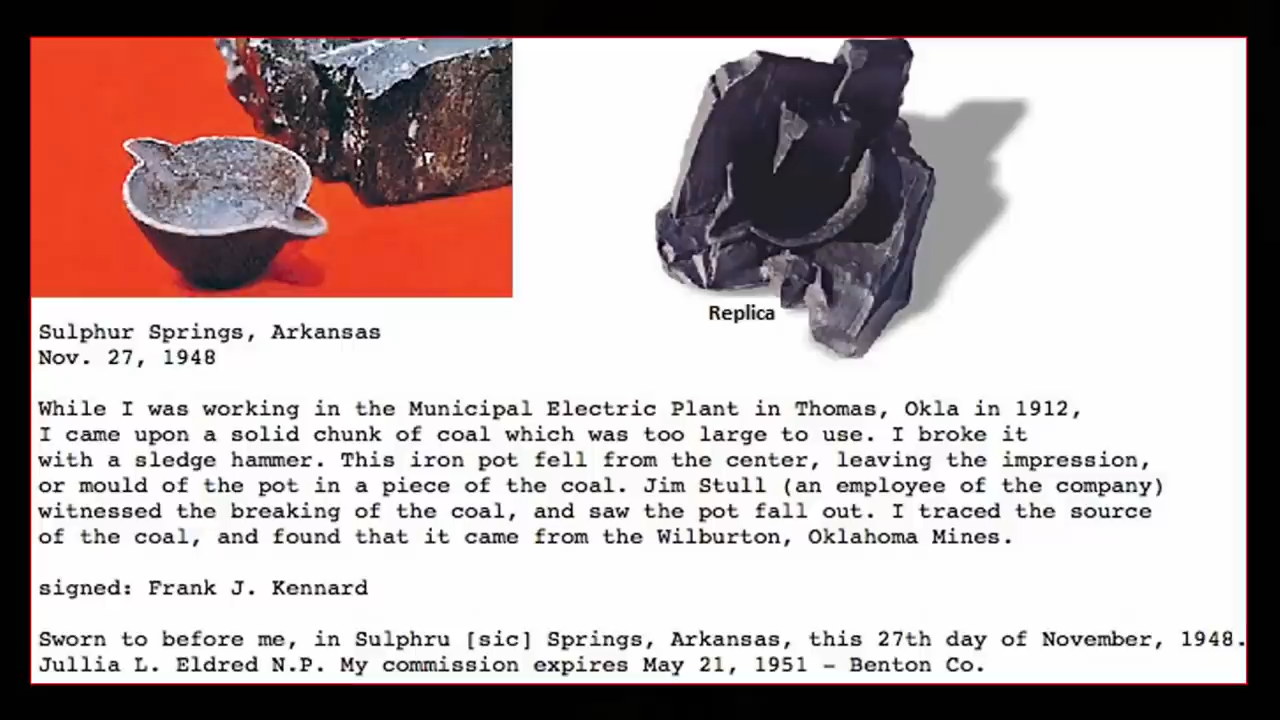 Replica
Sulphur Springs, Arkansas
Nov. 27, 1948
While I was working in the Municipal Electric Plant in Thomas, Okla in 1912,
I came upon a solid chunk of coal which was too large to use. I broke it
with a sledge hammer. This iron pot fell from the center, leaving the impression,
or mould of the pot in a piece of the coal. Jim Stull (an employee of the company)
witnessed the breaking of the coal, and saw the pot fall out. I traced the source
of the coal, and found that it came from the Wilburton, Oklahoma Mines.
signed: Frank J. Kennard
Sworn to before me, in Sulphru [sic] Springs, Arkansas, this 27th day of November, 1948.
Jullia L. Eldred N.P. My commission expires May 21, 1951 – Benton Co.